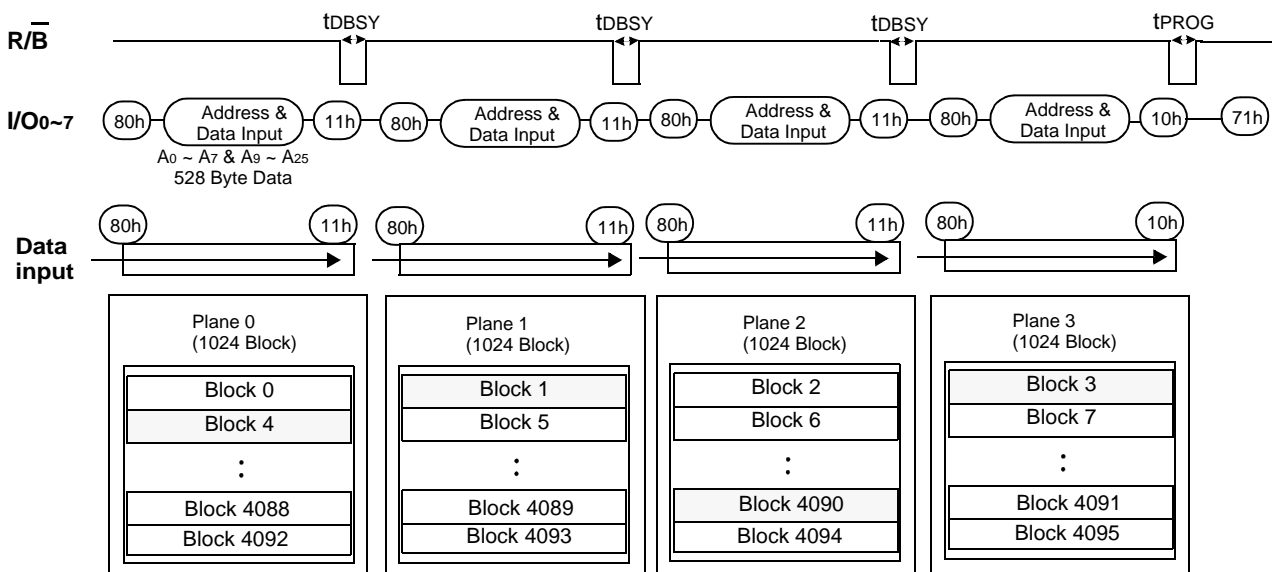 tDBSY tDBSY tDBSY tPROG
R/B
I/O0~7 80h Address & Data Input 11h 80h Address & Data Input 11h 80h Address & Data Input 11h 80h Address & Data Input 10h 71h
A0 ~ A7 & A9 ~ A25
528 Byte Data
80h 11h 80h 11h 80h 11h 80h 10h
Data
input
Plane 0
(1024 Block)
Block 0
Block 4
:
Block 4088
Block 4092
Plane 1
(1024 Block)
Block 1
Block 5
:
Block 4089
Block 4093
Plane 2
(1024 Block)
Block 2
Block 6
:
Block 4090
Block 4094
Plane 3
(1024 Block)
Block 3
Block 7
:
Block 4091
Block 4095